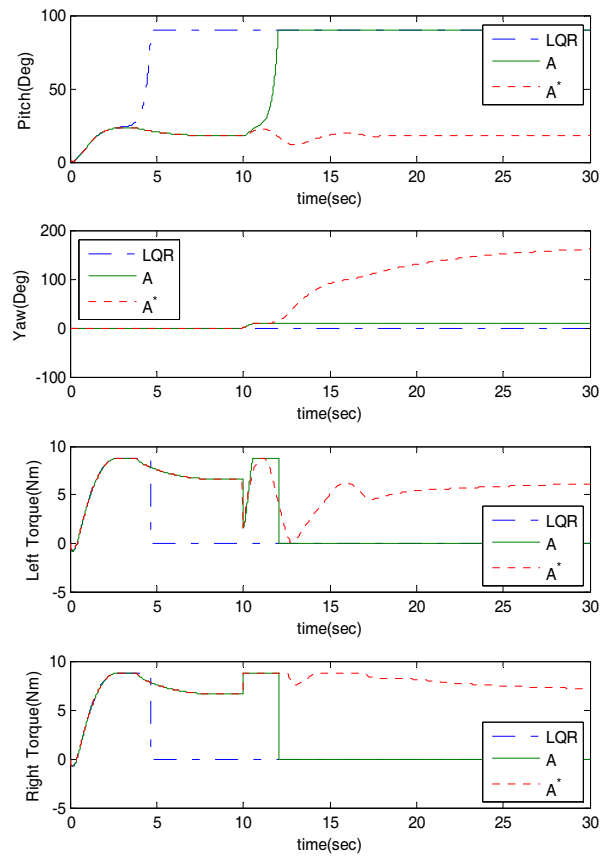 100
50
0
Pitch(Deg)
0 5 10 15 20 25 30
time(sec)
LQR
A
A*
200
100
0
-100
Yaw(Deg)
0 5 10 15 20 25 30
time(sec)
LQR
A
A*
10
5
0
-5
Left Torque(Nm)
0 5 10 15 20 25 30
time(sec)
LQR
A
A*
10
5
0
-5
Right Torque(Nm)
0 5 10 15 20 25 30
time(sec)
LQR
A
A*